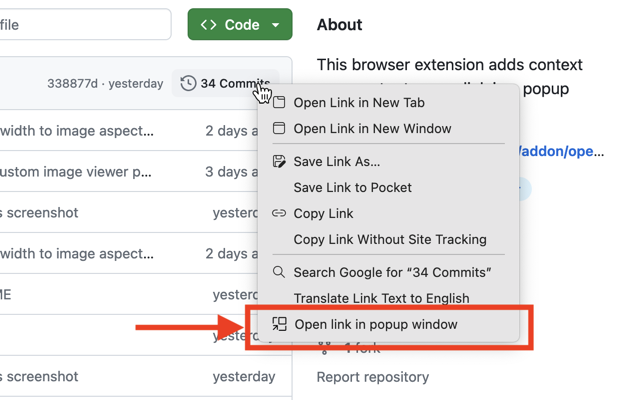 file
Code
About
This browser extension adds context
popup
338877d · yesterday
34 Commits
Open Link in New Tab
Open Link in New Window
width to image aspect...
2 days a
/addon/ope...
Save Link As...
ustom image viewer p...
3 days a
Save Link to Pocket
s screenshot
yesterd
Copy Link
Copy Link Without Site Tracking
width to image aspect...
2 days a
Search Google for “34 Commits”
ME
yesterd
Translate Link Text to English
Open link in popup window
yesterd
1 fork
s screenshot
yesterday
Report repository